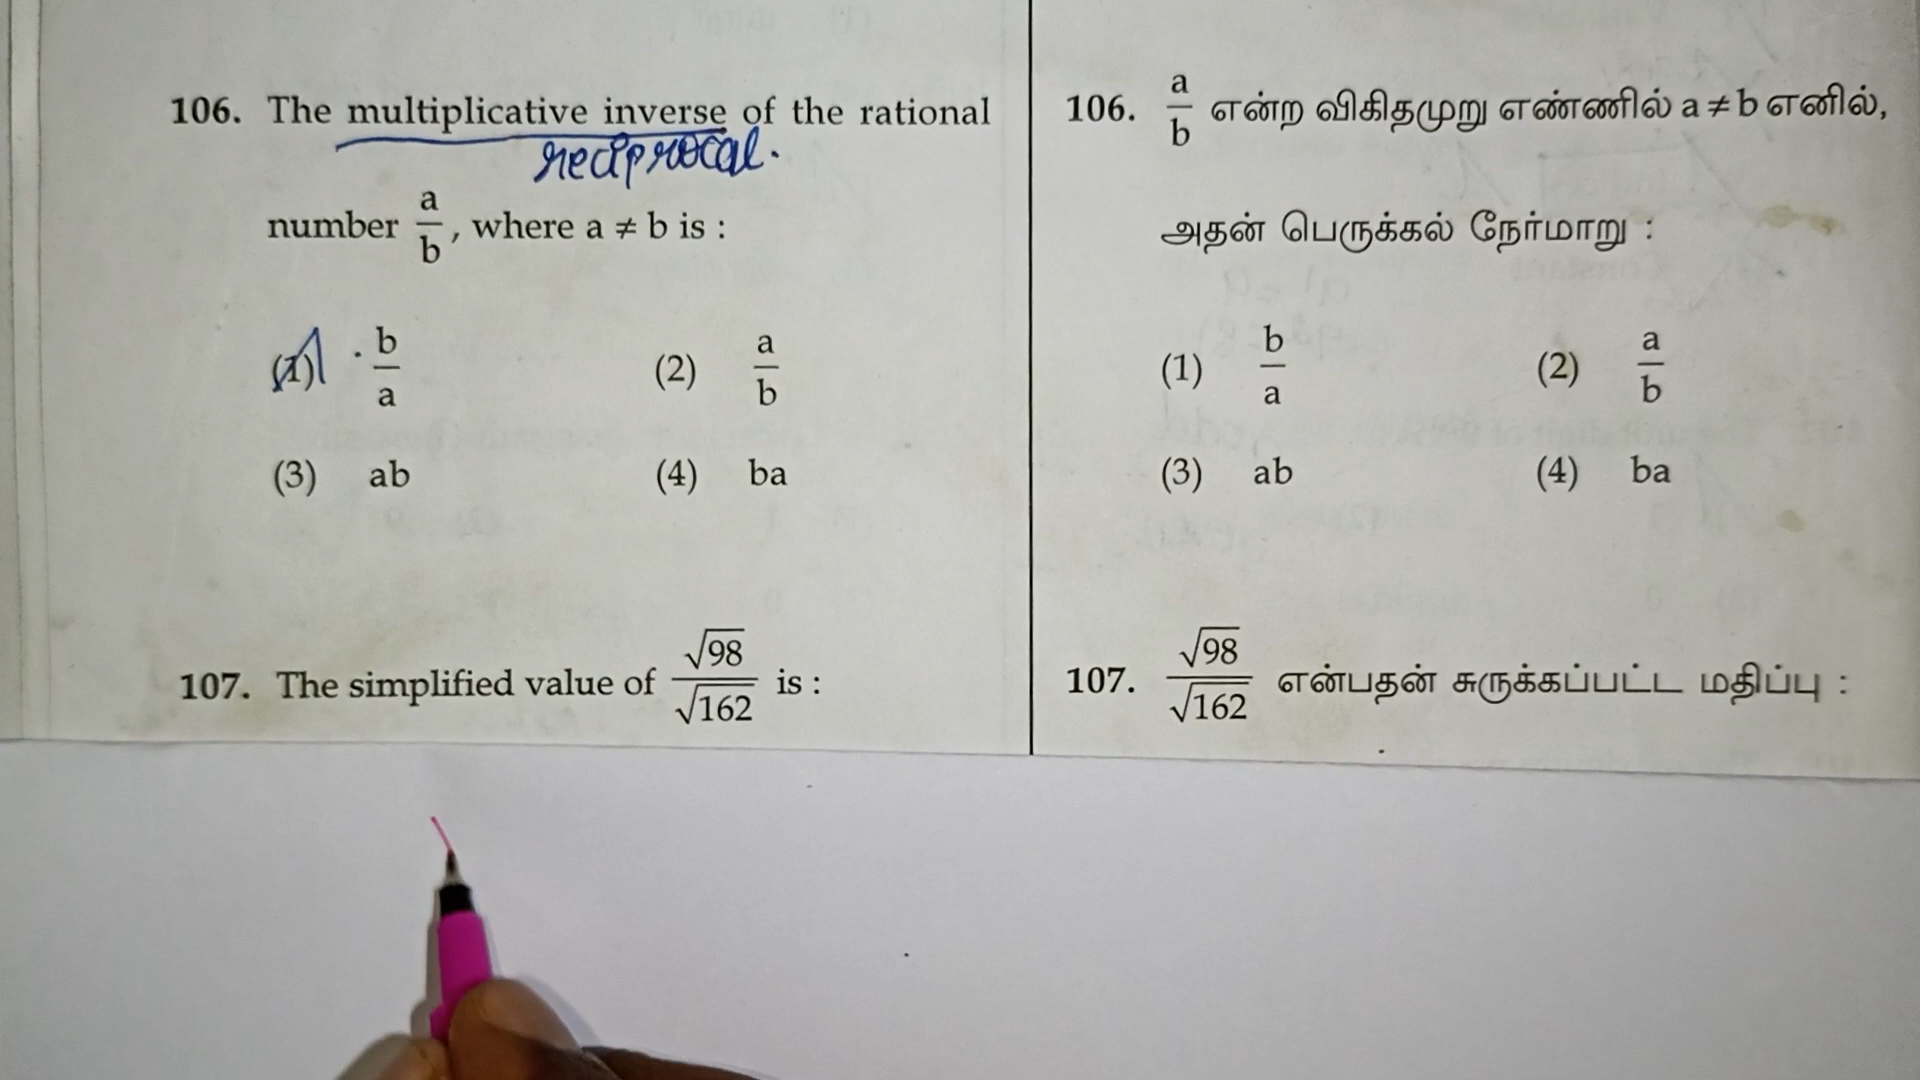 106. The multiplicative inverse of the rational
reciprocal.
number a/b, where a ≠ b is :
(1) b/a (2) a/b
(3) ab (4) ba
107. The simplified value of √98/√162 is :
106. a/b என்ற விகிதமுறு எண்ணில் a ≠ b எனில்,
அதன் பெருக்கல் நேர்மாறு :
(1) b/a (2) a/b
(3) ab (4) ba
107. √98/√162 என்பதன் சுருக்கப்பட்ட மதிப்பு :